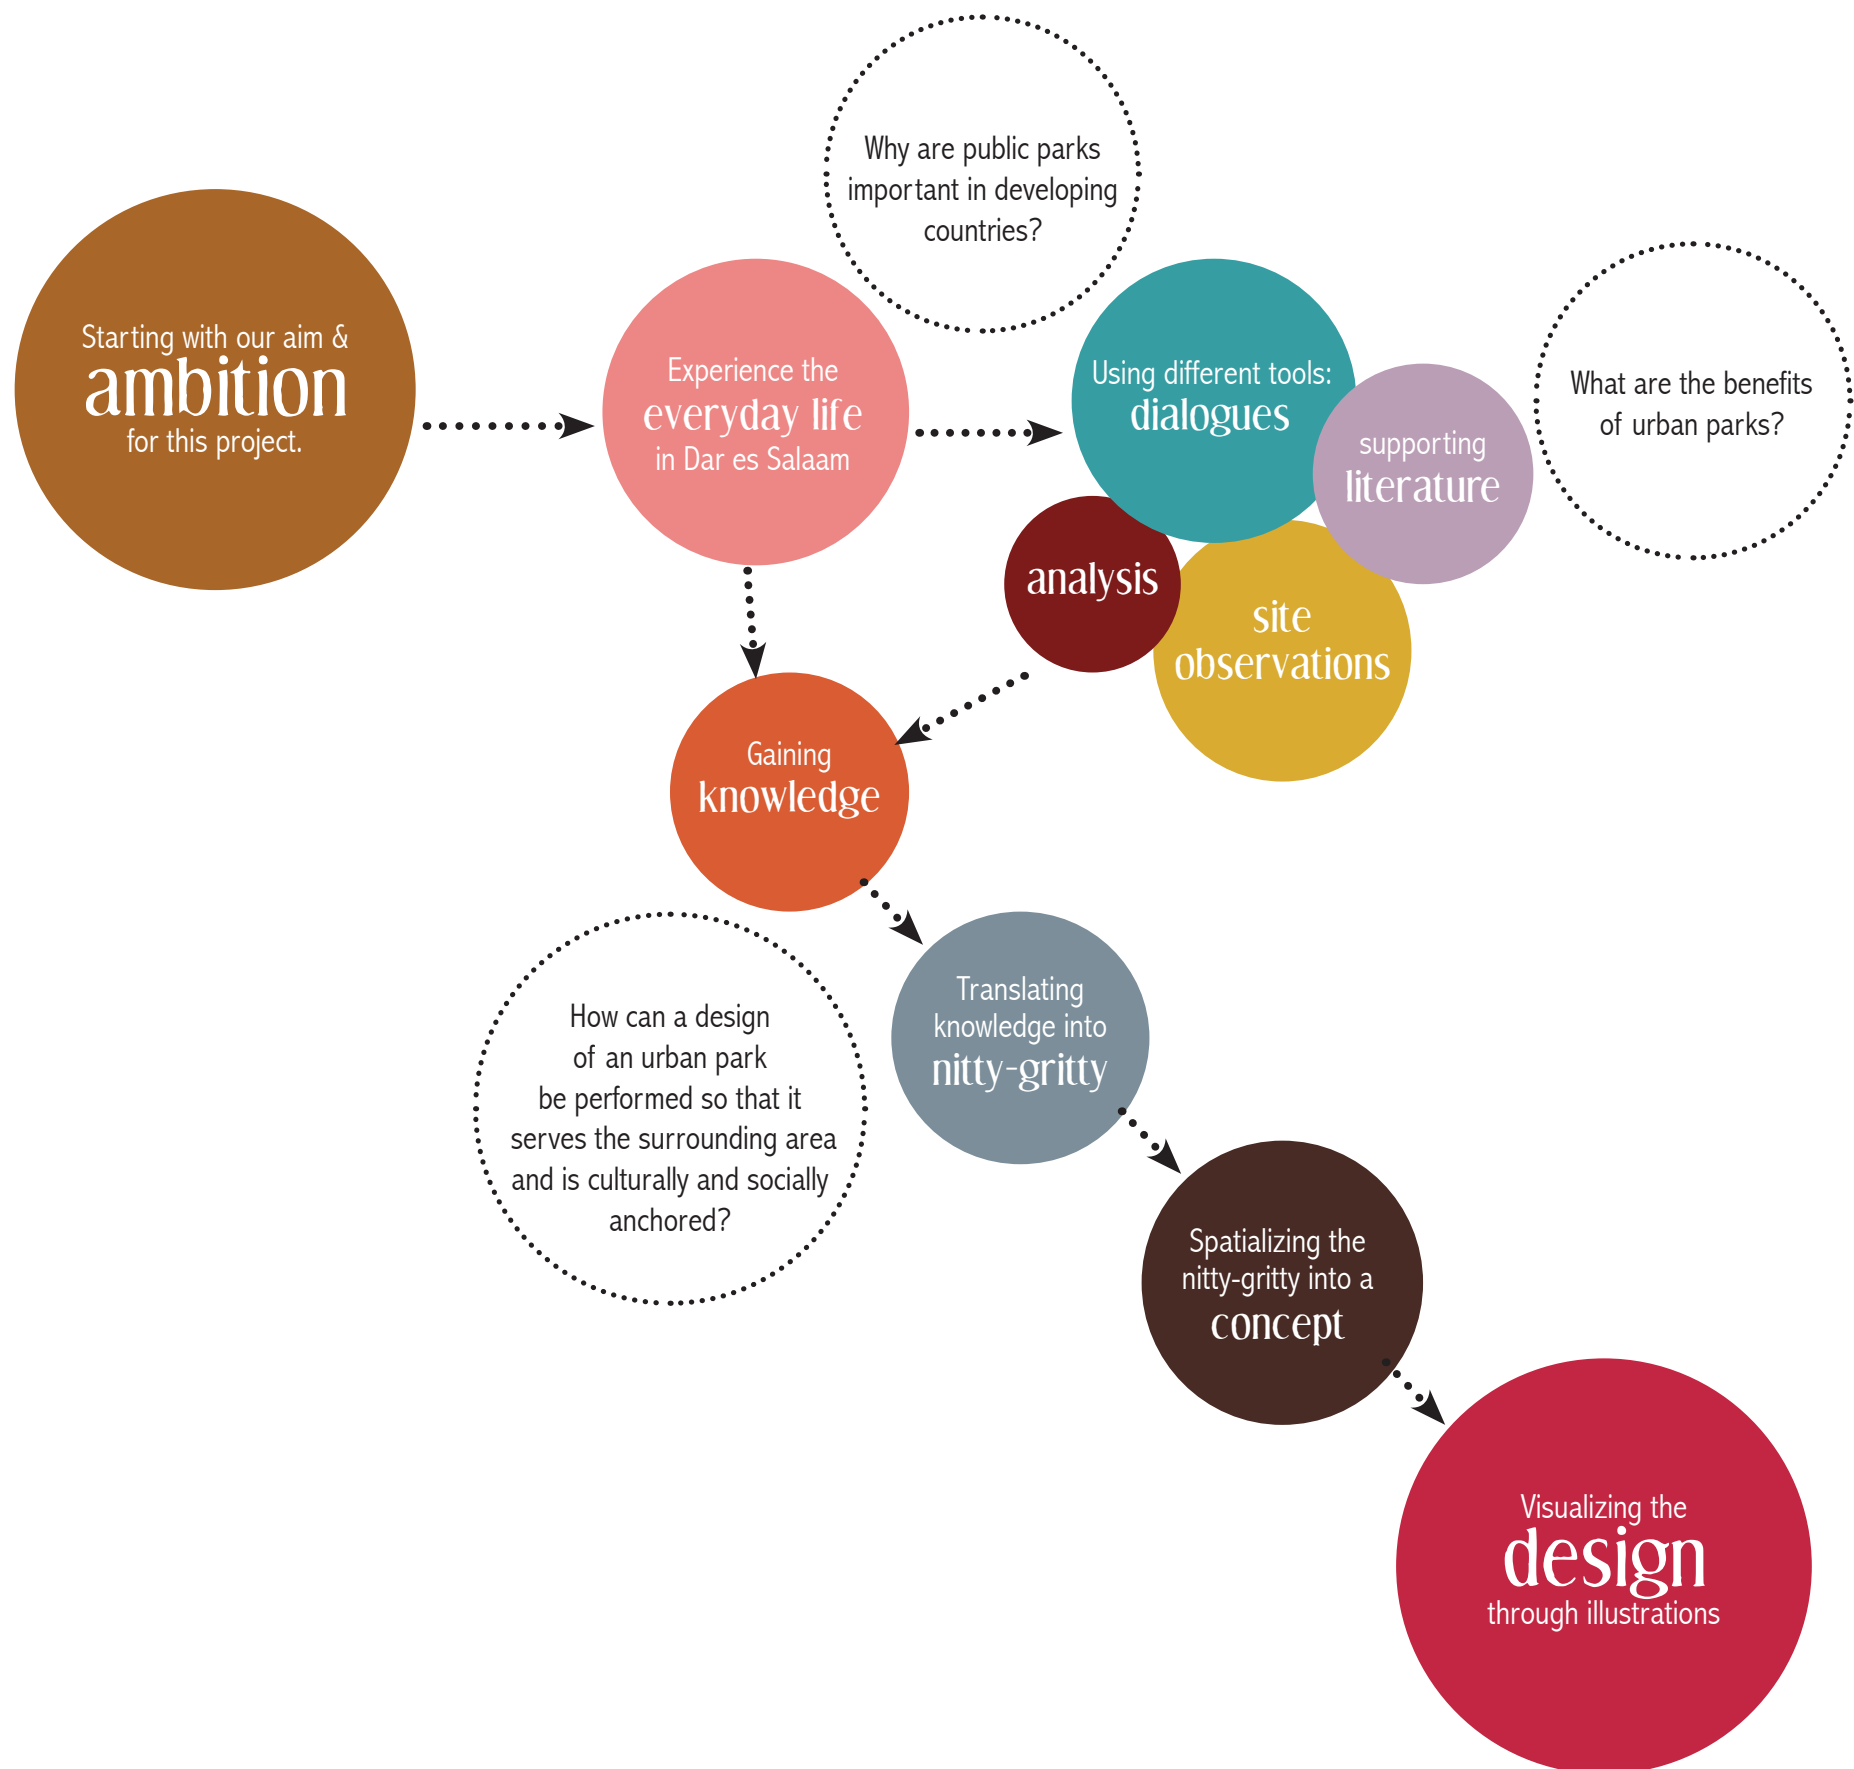 Why are public parks
important in developing
countries?
Starting with our aim &
ambition
for this project.
Experience the
everyday life
in Dar es Salaam
Using different tools:
dialogues
supporting
literature
What are the benefits
of urban parks?
analysis
site
observations
Gaining
knowledge
How can a design
of an urban park
be performed so that it
serves the surrounding area
and is culturally and socially
anchored?
Translating
knowledge into
nitty-gritty
Spatializing the
nitty-gritty into a
concept
Visualizing the
design
through illustrations